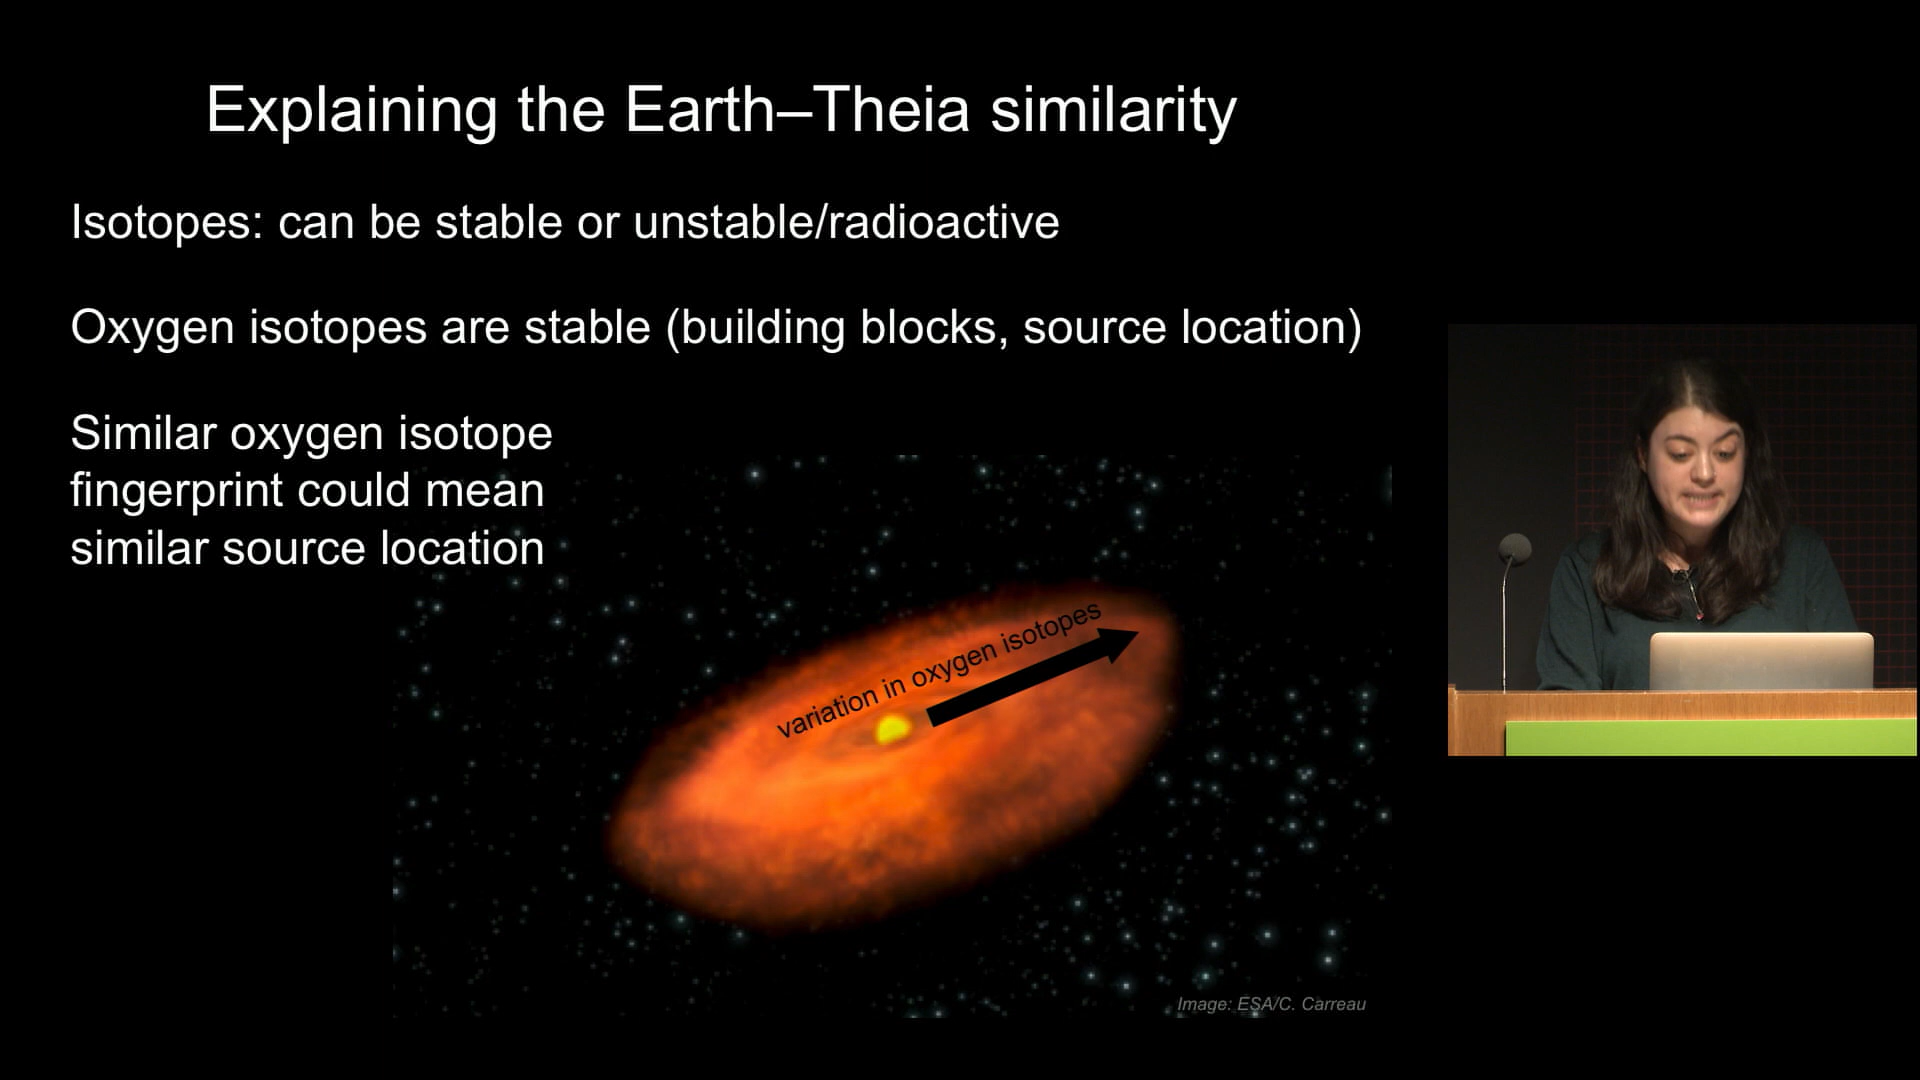 Explaining the Earth–Theia similarity
Isotopes: can be stable or unstable/radioactive
Oxygen isotopes are stable (building blocks, source location)
Similar oxygen isotope
fingerprint could mean
similar source location
variation in oxygen isotopes
Image: ESA/C. Carreau